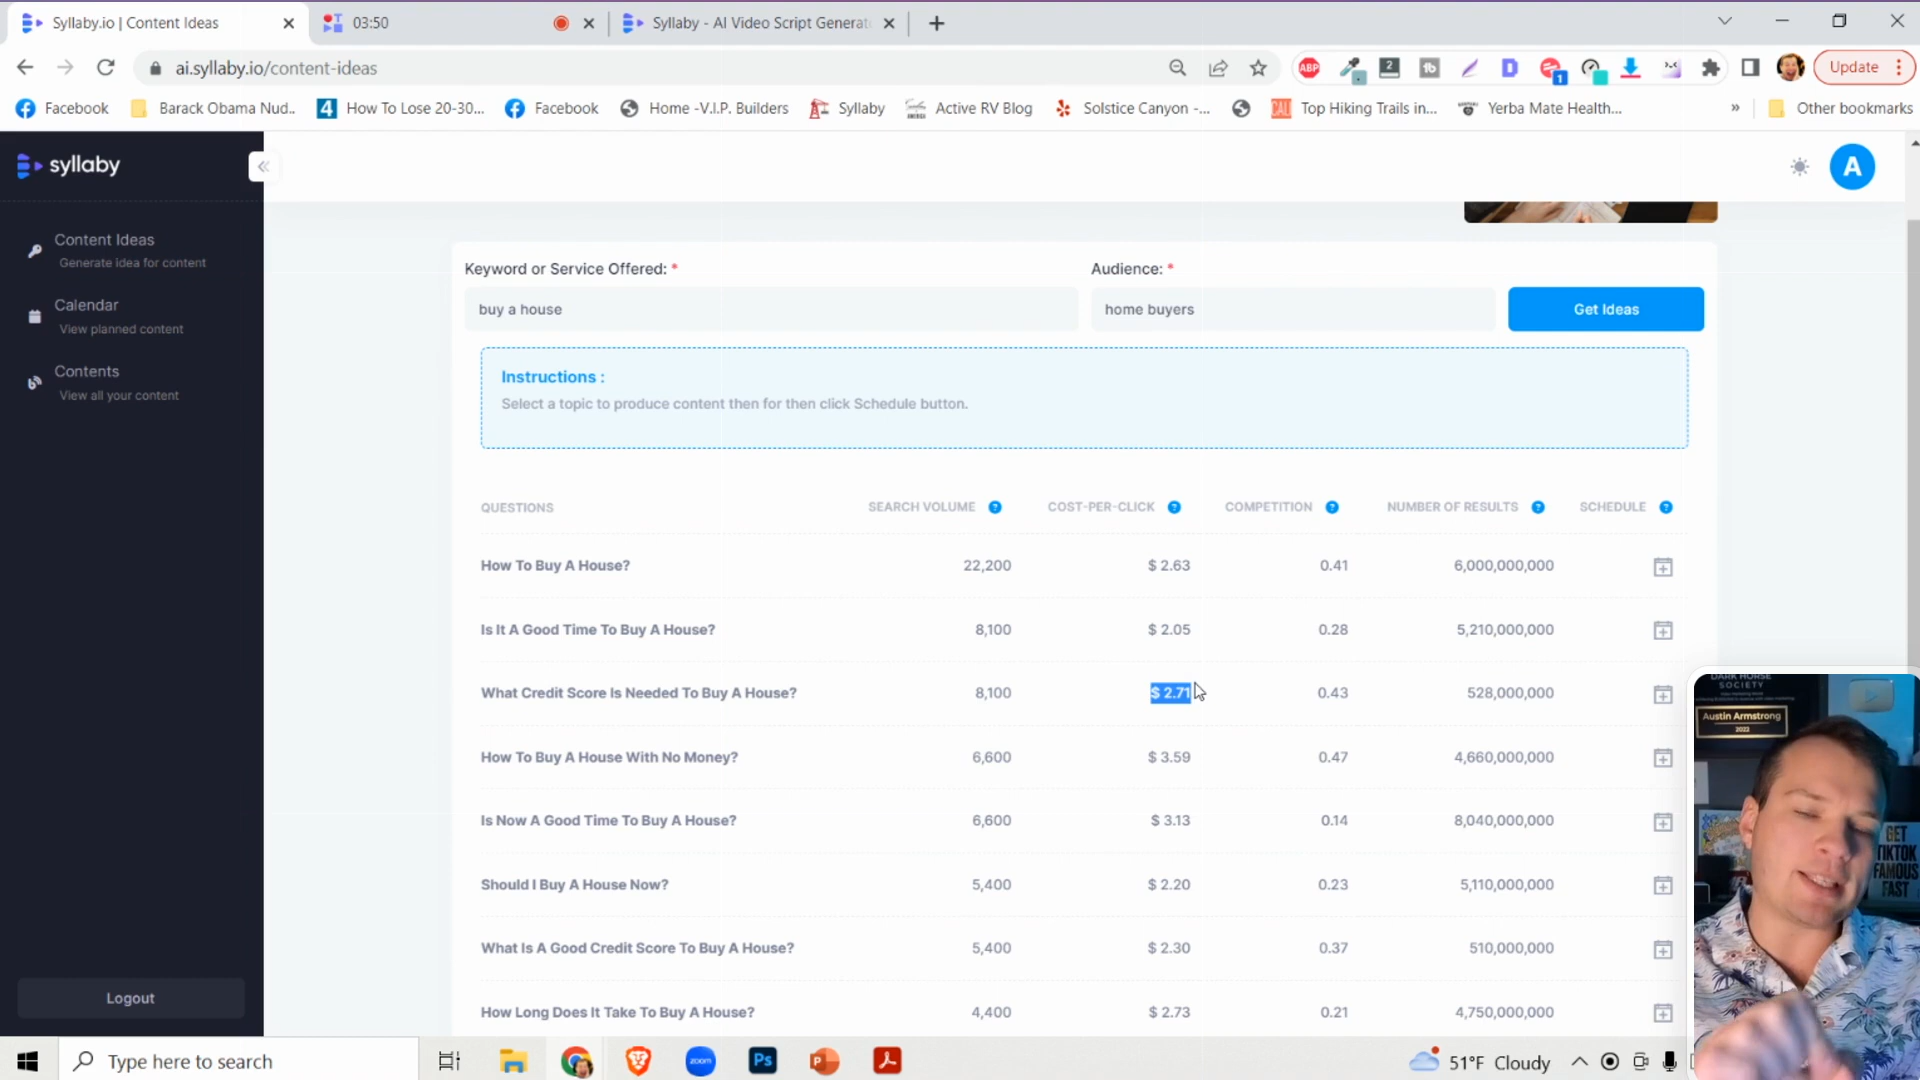 Syllaby.io | Content Ideas
03:50
Syllaby - AI Video Script Generat
ai.syllaby.io/content-ideas
ABP
2
1
Update
Facebook
Barack Obama Nud..
4 How To Lose 20-30...
Facebook
Home -V.I.P. Builders
Syllaby
Active RV Blog
Solstice Canyon -...
CALI Top Hiking Trails in...
Yerba Mate Health...
»
Other bookmarks
syllaby
A
Content Ideas
Generate idea for content
Calendar
View planned content
Contents
View all your content
Logout
Keyword or Service Offered: *
Audience: *
buy a house
home buyers
Get Ideas
Instructions :
Select a topic to produce content then for then click Schedule button.
QUESTIONS SEARCH VOLUME ? COST-PER-CLICK ? COMPETITION ? NUMBER OF RESULTS ? SCHEDULE ?
How To Buy A House? 22,200 $ 2.63 0.41 6,000,000,000
Is It A Good Time To Buy A House? 8,100 $ 2.05 0.28 5,210,000,000
What Credit Score Is Needed To Buy A House? 8,100 $ 2.71 0.43 528,000,000
How To Buy A House With No Money? 6,600 $ 3.59 0.47 4,660,000,000
Is Now A Good Time To Buy A House? 6,600 $ 3.13 0.14 8,040,000,000
Should I Buy A House Now? 5,400 $ 2.20 0.23 5,110,000,000
What Is A Good Credit Score To Buy A House? 5,400 $ 2.30 0.37 510,000,000
How Long Does It Take To Buy A House? 4,400 $ 2.73 0.21 4,750,000,000
DARK HORSE
SOCIETY
Austin Armstrong
2022
GET
TIKTOK
FAMOUS
FAST
Type here to search
zoom
Ps
51°F Cloudy